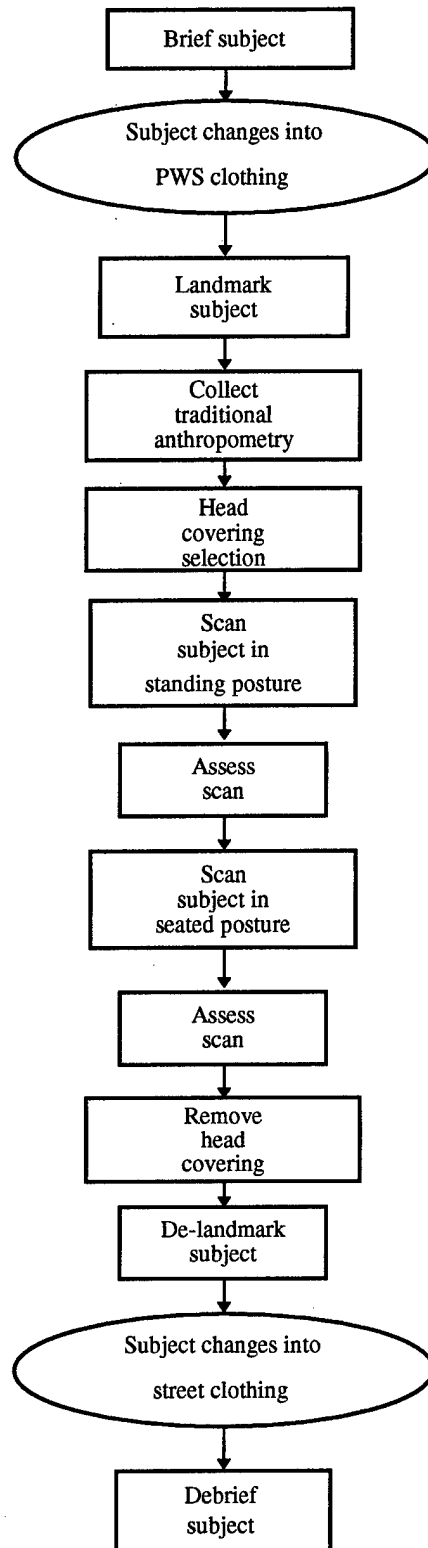 Brief subject
Subject changes into
PWS clothing
Landmark
subject
Collect
traditional
anthropometry
Head
covering
selection
Scan
subject in
standing posture
Assess
scan
Scan
subject in
seated posture
Assess
scan
Remove
head
covering
De-landmark
subject
Subject changes into
street clothing
Debrief
subject